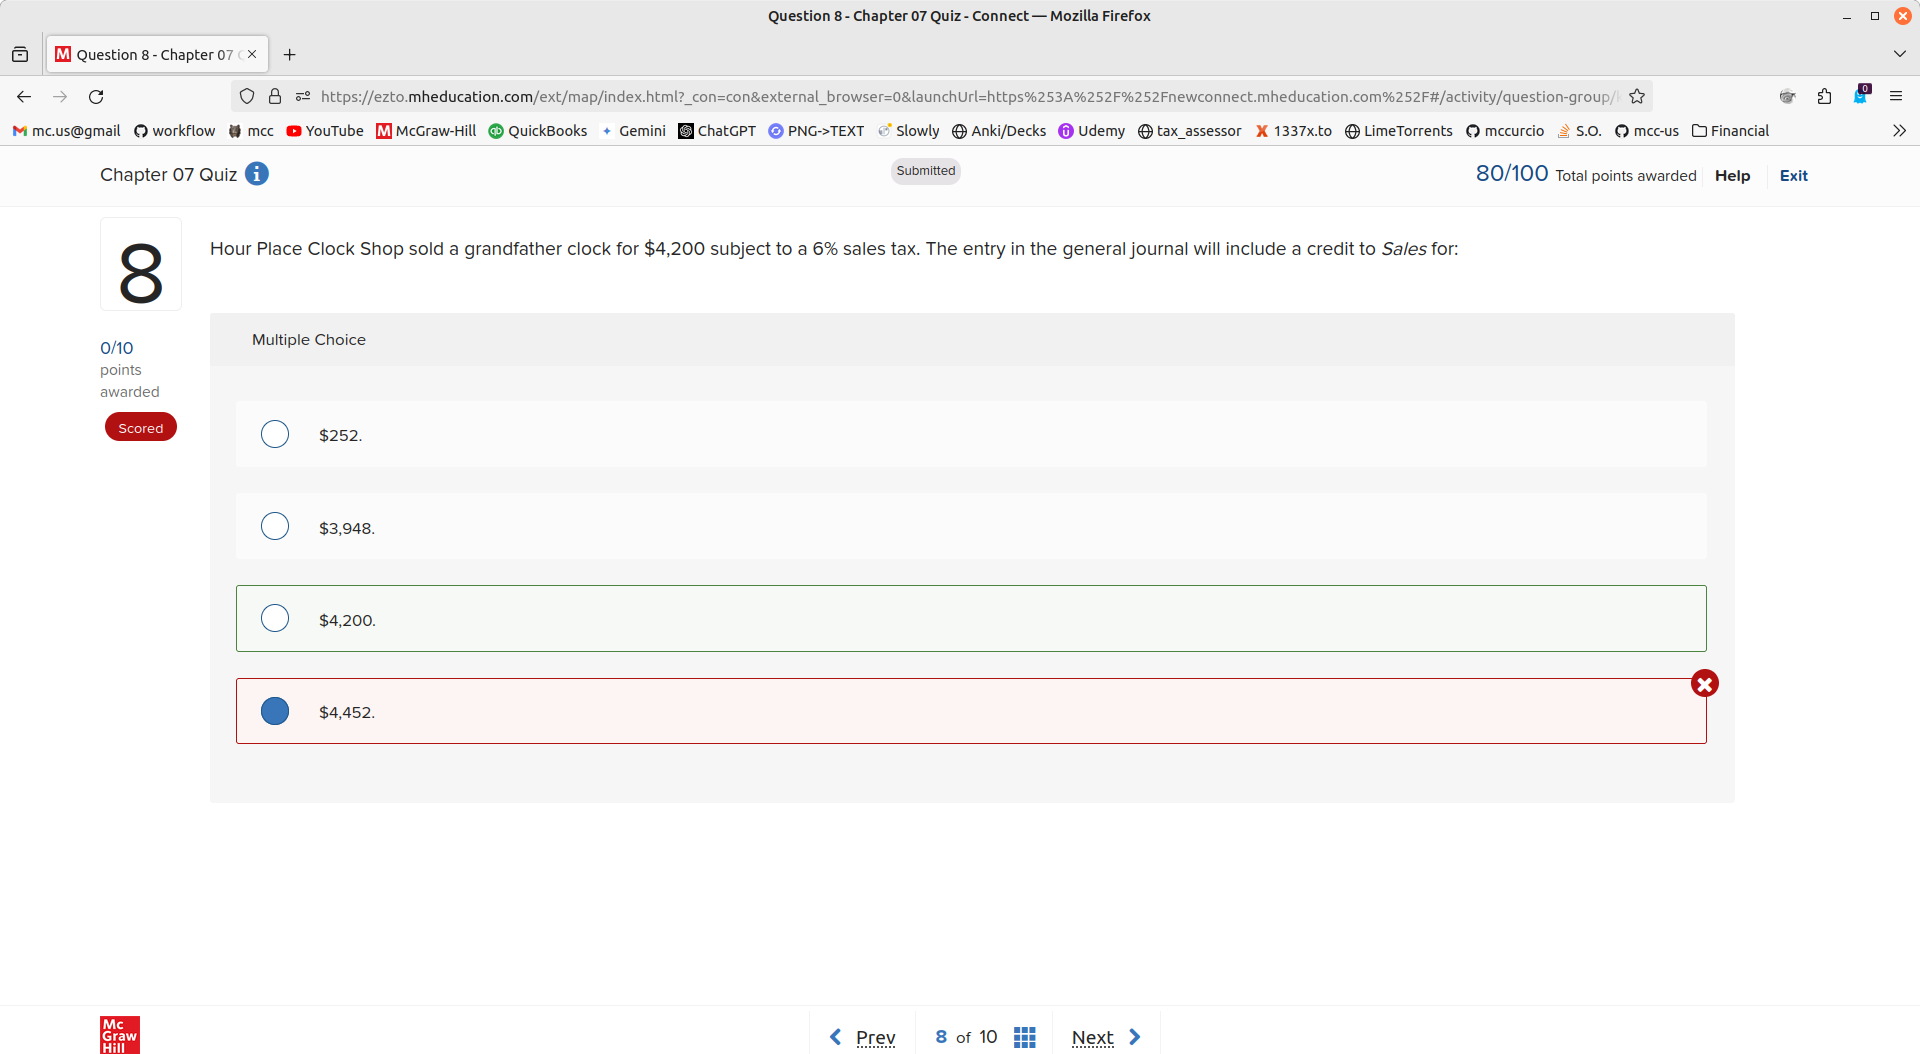 Question 8 - Chapter 07 Quiz - Connect — Mozilla Firefox
Question 8 - Chapter 07
https://ezto.mheducation.com/ext/map/index.html?_con=con&external_browser=0&launchUrl=https%253A%252F%252Fnewconnect.mheducation.com%252F#/activity/question-group/
0
mc.us@gmail workflow mcc YouTube McGraw-Hill QuickBooks Gemini ChatGPT PNG->TEXT Slowly Anki/Decks Udemy tax_assessor 1337x.to LimeTorrents mccurcio S.O. mcc-us Financial
Chapter 07 Quiz
Submitted
80/100 Total points awarded Help Exit
8
Hour Place Clock Shop sold a grandfather clock for $4,200 subject to a 6% sales tax. The entry in the general journal will include a credit to Sales for:
0/10
points
awarded
Scored
Multiple Choice
$252.
$3,948.
$4,200.
$4,452.
Mc
Graw
Hill
Prev 8 of 10 Next